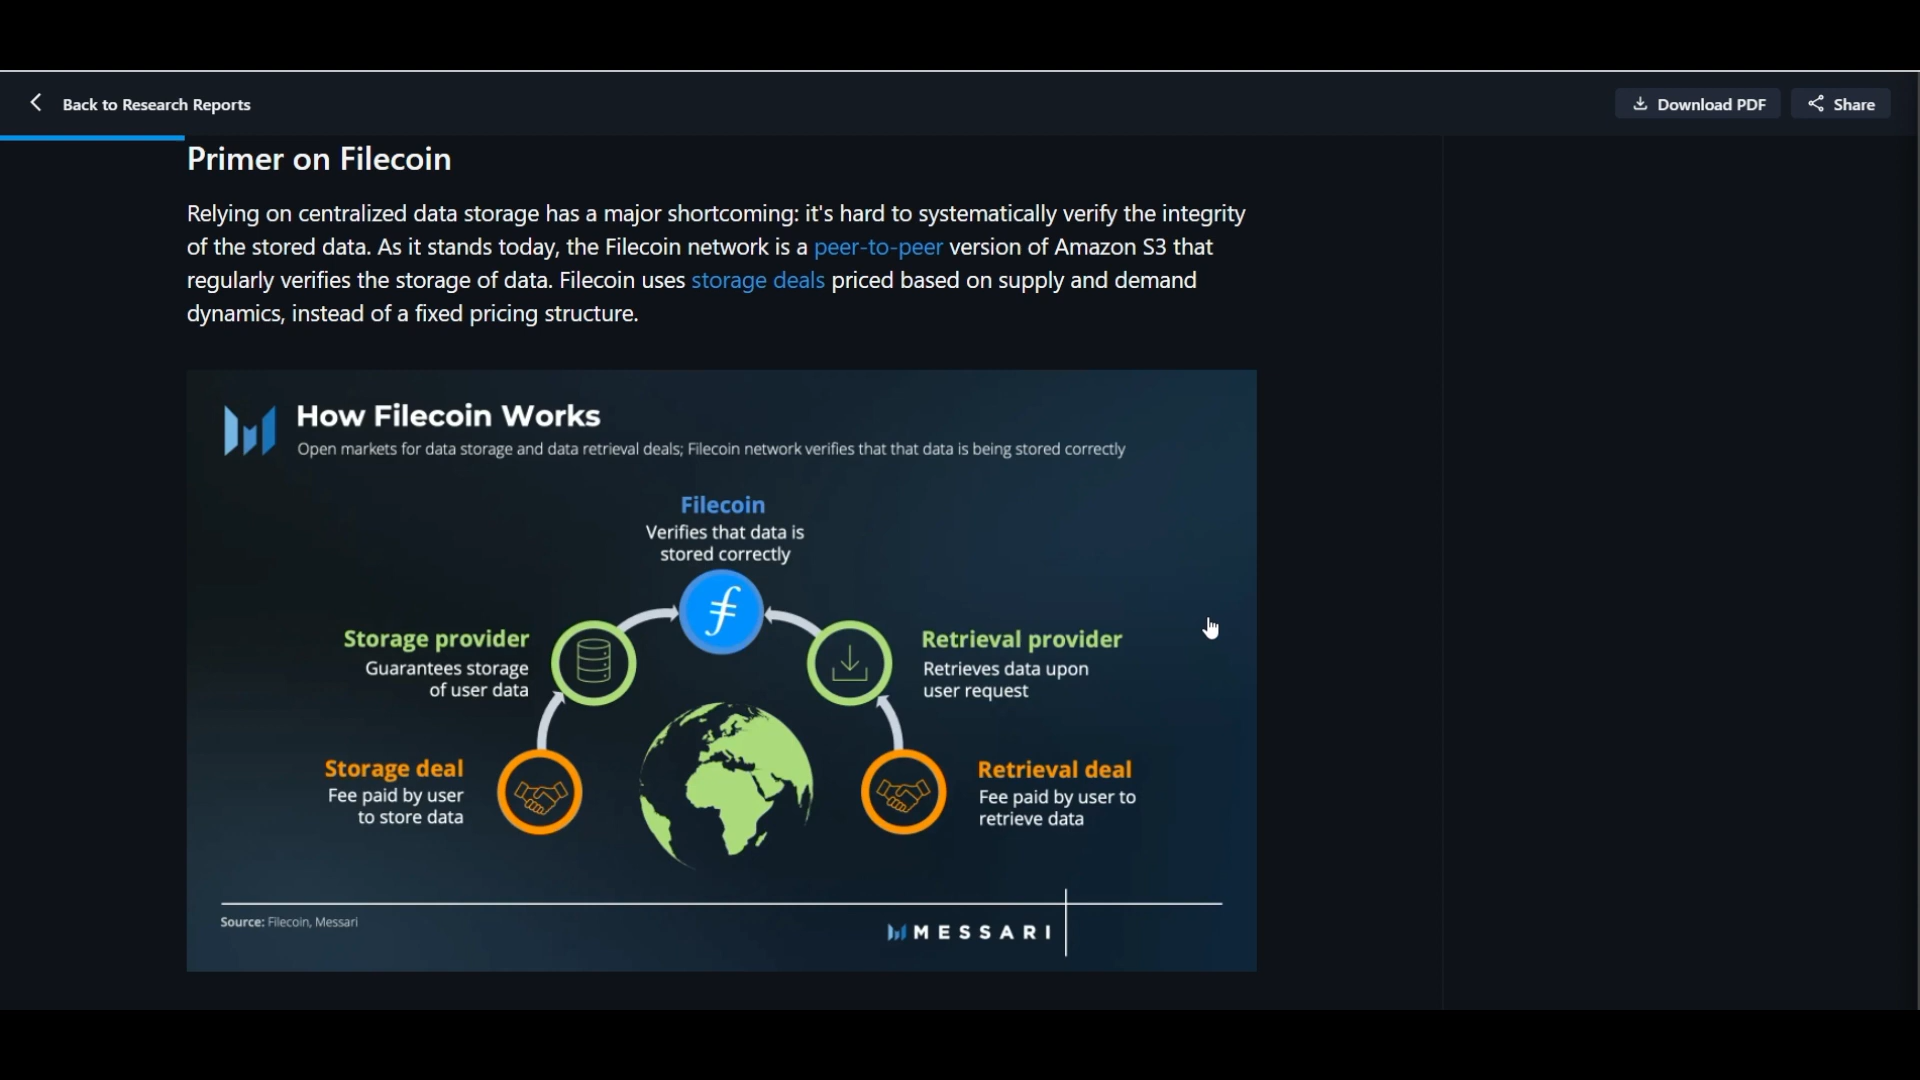 Back to Research Reports
Download PDF
Share
Primer on Filecoin
Relying on centralized data storage has a major shortcoming: it's hard to systematically verify the integrity
of the stored data. As it stands today, the Filecoin network is a peer-to-peer version of Amazon S3 that
regularly verifies the storage of data. Filecoin uses storage deals priced based on supply and demand
dynamics, instead of a fixed pricing structure.
How Filecoin Works
Open markets for data storage and data retrieval deals; Filecoin network verifies that that data is being stored correctly
Filecoin
Verifies that data is
stored correctly
Storage provider
Guarantees storage
of user data
Retrieval provider
Retrieves data upon
user request
Storage deal
Fee paid by user
to store data
Retrieval deal
Fee paid by user to
retrieve data
Source: Filecoin, Messari
MESSARI